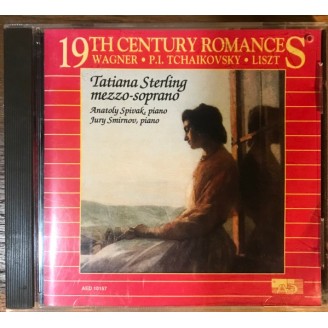 19TH CENTURY ROMANCES
WAGNER • P.I. TCHAIKOVSKY • LISZT
Tatiana Sterling
mezzo-soprano
Anatoly Spivak, piano
Jury Smirnov, piano